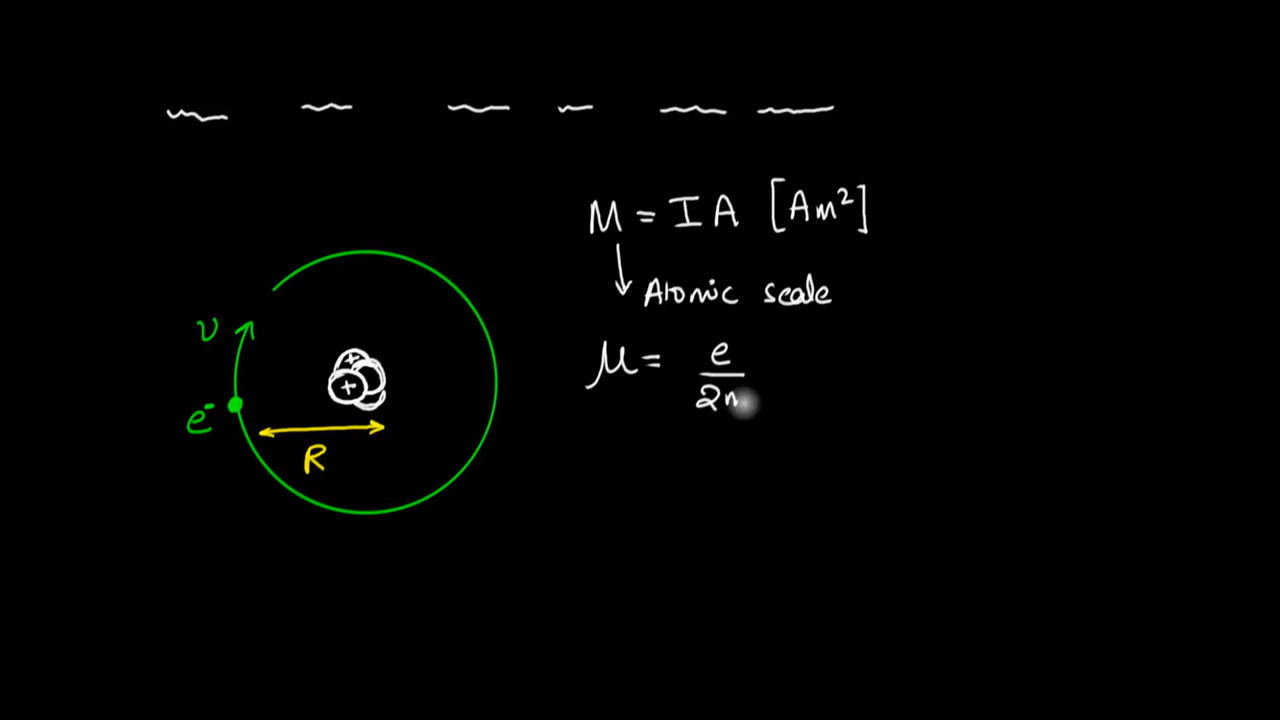 M = I A [Am²]
Atomic scale
μ = e / 2m
υ
+
+
e⁻
R